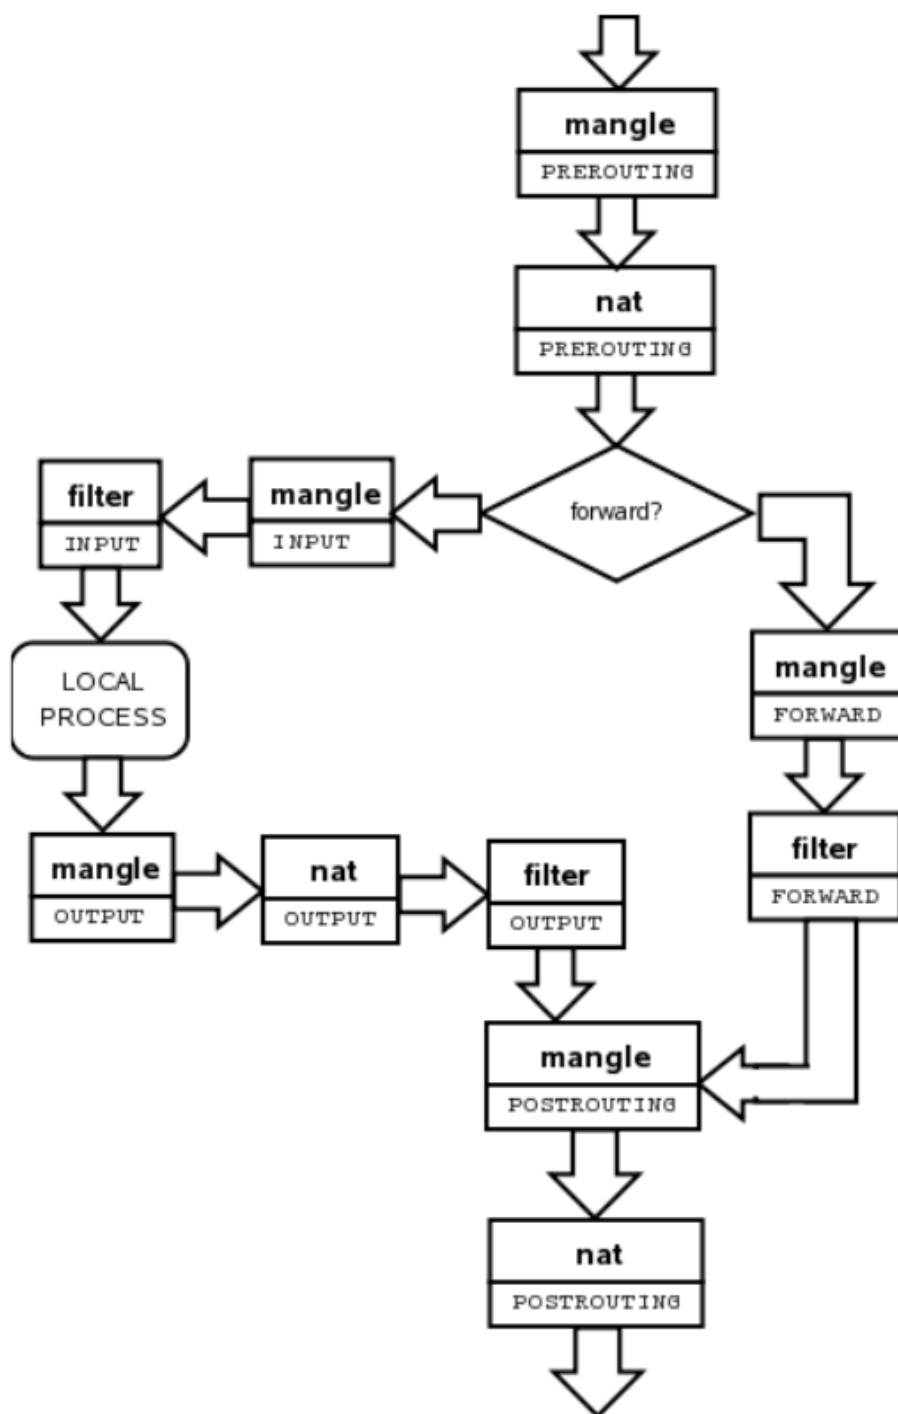 mangle
PREROUTING
nat
PREROUTING
forward?
mangle
INPUT
filter
INPUT
LOCAL
PROCESS
mangle
OUTPUT
nat
OUTPUT
filter
OUTPUT
mangle
FORWARD
filter
FORWARD
mangle
POSTROUTING
nat
POSTROUTING